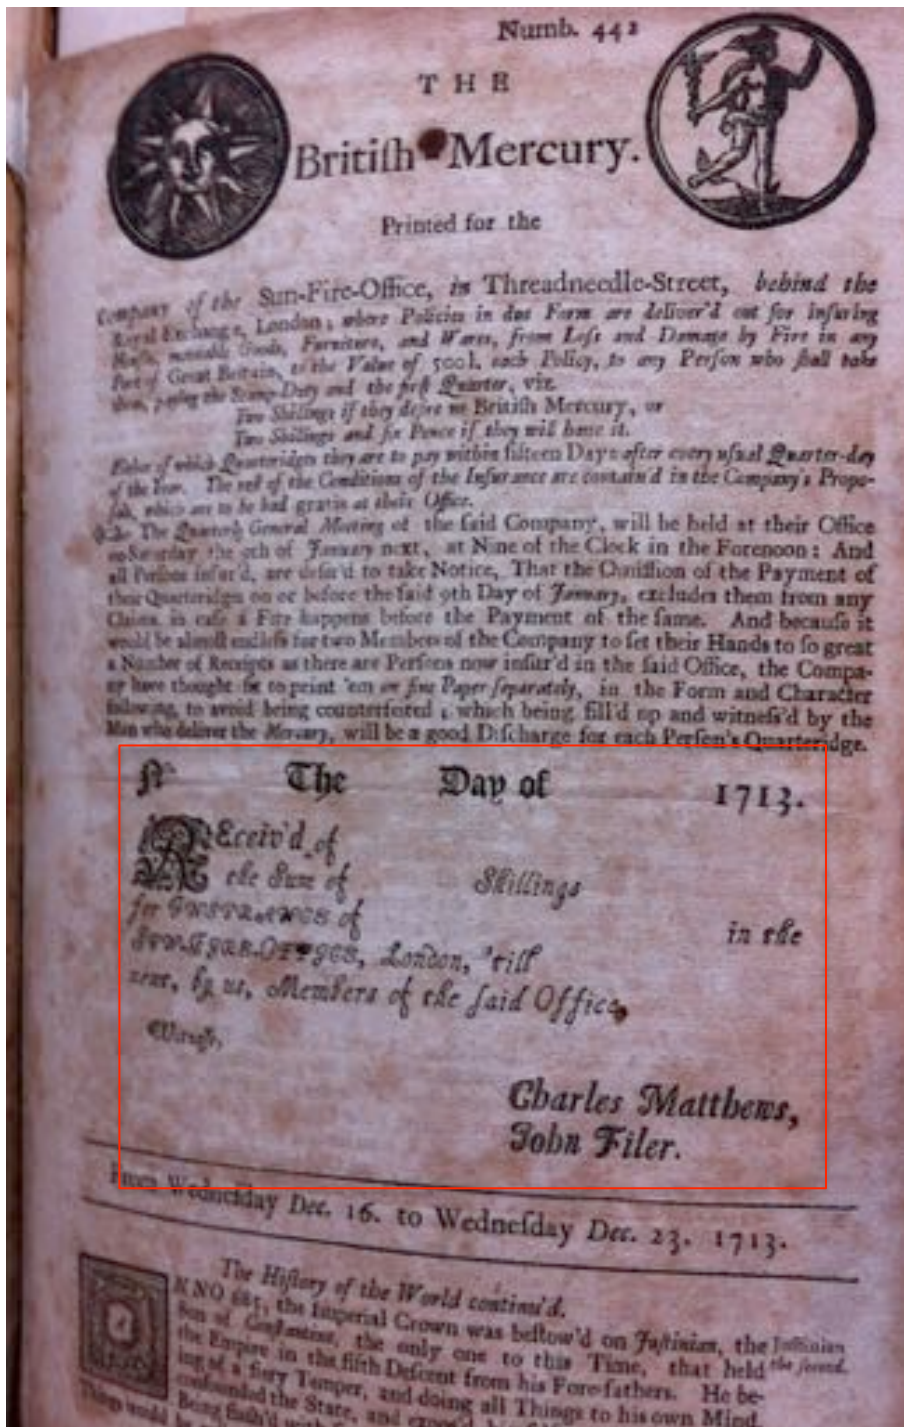 Numb. 442
THE
Britiſh Mercury.
Printed for the
Company of the Sun-Fire-Office, in Threadneedle-Street, behind the
Royal Exchange, London; where Policies in due Form are deliver'd out for Inſuring
Houſes, moveable Goods, Furniture, and Wares, from Loſs and Damage by Fire in any
Part of Great Britain, to the Value of 500 l. each Policy, to any Perſon who ſhall take
them, paying the Stamp-Duty and the firſt Quarter, viz.
Two Shillings if they deſire no Britiſh Mercury, or
Two Shillings and ſix Pence if they will have it.
Either of which Quarteridges they are to pay within fifteen Days after every uſual Quarter-day
of the Year. The reſt of the Conditions of the Inſurance are contain'd in the Company's Propo-
ſals, which are to be had gratis at their Office.
The Quarterly General Meeting of the ſaid Company, will be held at their Office
on Saturday the 9th of January next, at Nine of the Clock in the Forenoon: And
all Perſons inſur'd, are deſir'd to take Notice, That the Omiſſion of the Payment of
their Quarteridges on or before the ſaid 9th Day of January, excludes them from any
Claim in caſe a Fire happens before the Payment of the ſame. And becauſe it
would be almoſt endleſs for two Members of the Company to ſet their Hands to ſo great
a Number of Receipts as there are Perſons now inſur'd in the ſaid Office, the Compa-
ny have thought fit to print 'em on fine Paper ſeparately, in the Form and Character
following, to avoid being counterfeited; which being fill'd up and witneſs'd by the
Men who deliver the Mercury, will be a good Diſcharge for each Perſon's Quarteridge.
No The Day of 1713.
REceiv'd of
the Sum of Shillings
for INSURANCE of in the
SUN-FIRE-OFFICE, London, 'till
next, by us, Members of the ſaid Office,
Witneſs,
Charles Matthews,
John Filer.
From Wedneſday Dec. 16. to Wedneſday Dec. 23. 1713.
The Hiſtory of the World continu'd.
ANNO 685, the Imperial Crown was beſtow'd on Juſtinian, the Juſtinian
Son of Conſtantine, the only one to this Time, that held the ſecond.
the Empire in the fifth Deſcent from his Fore-fathers. He be-
ing of a fiery Temper, and doing all Things to his own Mind,
confounded the State, and expos'd
Being fluſh'd with
Things would be